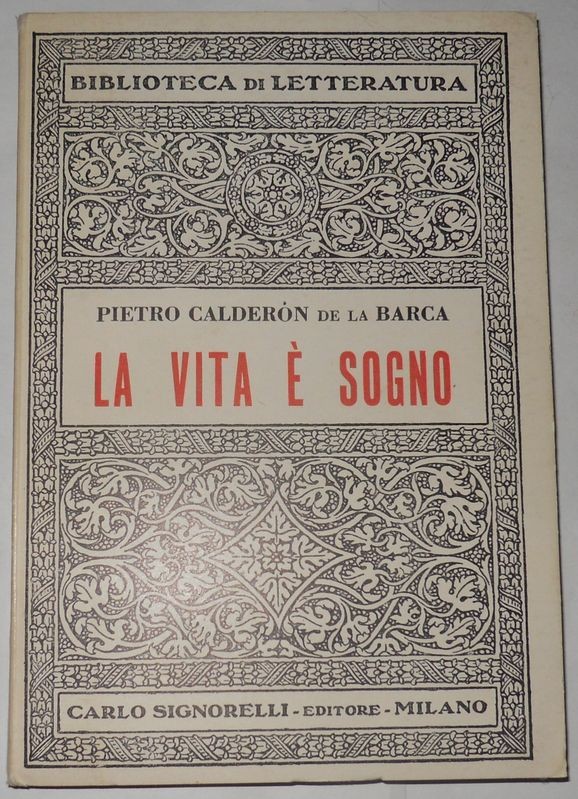 BIBLIOTECA DI LETTERATURA
PIETRO CALDERÓN DE LA BARCA
LA VITA È SOGNO
CARLO SIGNORELLI - EDITORE - MILANO